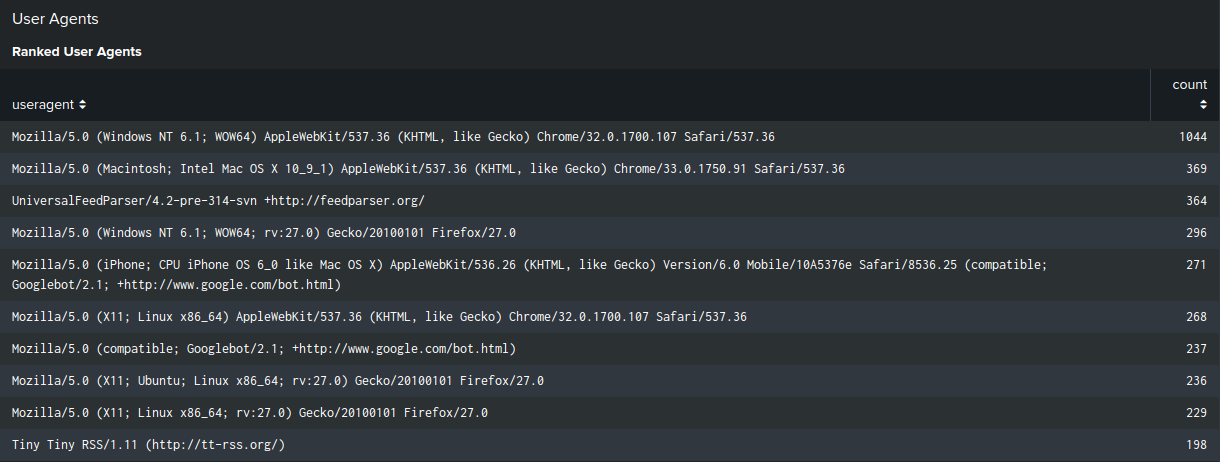 User Agents
Ranked User Agents
count
useragent
Mozilla/5.0 (Windows NT 6.1; WOW64) AppleWebKit/537.36 (KHTML, like Gecko) Chrome/32.0.1700.107 Safari/537.36 1044
Mozilla/5.0 (Macintosh; Intel Mac OS X 10_9_1) AppleWebKit/537.36 (KHTML, like Gecko) Chrome/33.0.1750.91 Safari/537.36 369
UniversalFeedParser/4.2-pre-314-svn +http://feedparser.org/ 364
Mozilla/5.0 (Windows NT 6.1; WOW64; rv:27.0) Gecko/20100101 Firefox/27.0 296
Mozilla/5.0 (iPhone; CPU iPhone OS 6_0 like Mac OS X) AppleWebKit/536.26 (KHTML, like Gecko) Version/6.0 Mobile/10A5376e Safari/8536.25 (compatible; 271
Googlebot/2.1; +http://www.google.com/bot.html)
Mozilla/5.0 (X11; Linux x86_64) AppleWebKit/537.36 (KHTML, like Gecko) Chrome/32.0.1700.107 Safari/537.36 268
Mozilla/5.0 (compatible; Googlebot/2.1; +http://www.google.com/bot.html) 237
Mozilla/5.0 (X11; Ubuntu; Linux x86_64; rv:27.0) Gecko/20100101 Firefox/27.0 236
Mozilla/5.0 (X11; Linux x86_64; rv:27.0) Gecko/20100101 Firefox/27.0 229
Tiny Tiny RSS/1.11 (http://tt-rss.org/) 198